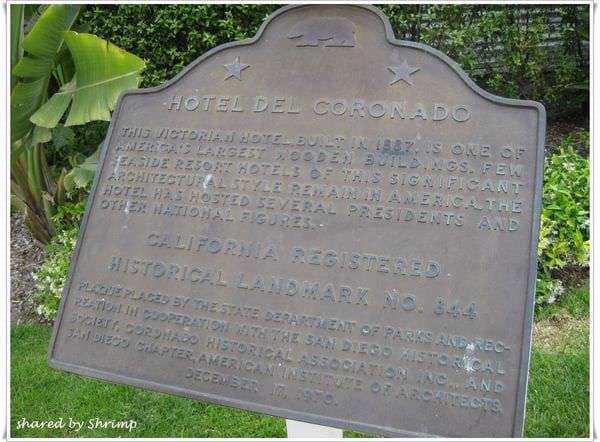 HOTEL DEL CORONADO
THIS VICTORIAN HOTEL, BUILT IN 1887, IS ONE OF
AMERICA'S LARGEST WOODEN BUILDINGS. FEW
SEASIDE RESORT HOTELS OF THIS SIGNIFICANT
ARCHITECTURAL STYLE REMAIN IN AMERICA. THE
HOTEL HAS HOSTED SEVERAL PRESIDENTS AND
OTHER NATIONAL FIGURES.
CALIFORNIA REGISTERED
HISTORICAL LANDMARK NO. 844
PLAQUE PLACED BY THE STATE DEPARTMENT OF PARKS AND REC-
REATION IN COOPERATION WITH THE SAN DIEGO HISTORICAL
SOCIETY, CORONADO HISTORICAL ASSOCIATION INC., AND
SAN DIEGO CHAPTER, AMERICAN INSTITUTE OF ARCHITECTS,
DECEMBER 17, 1970.
shared by Shrimp